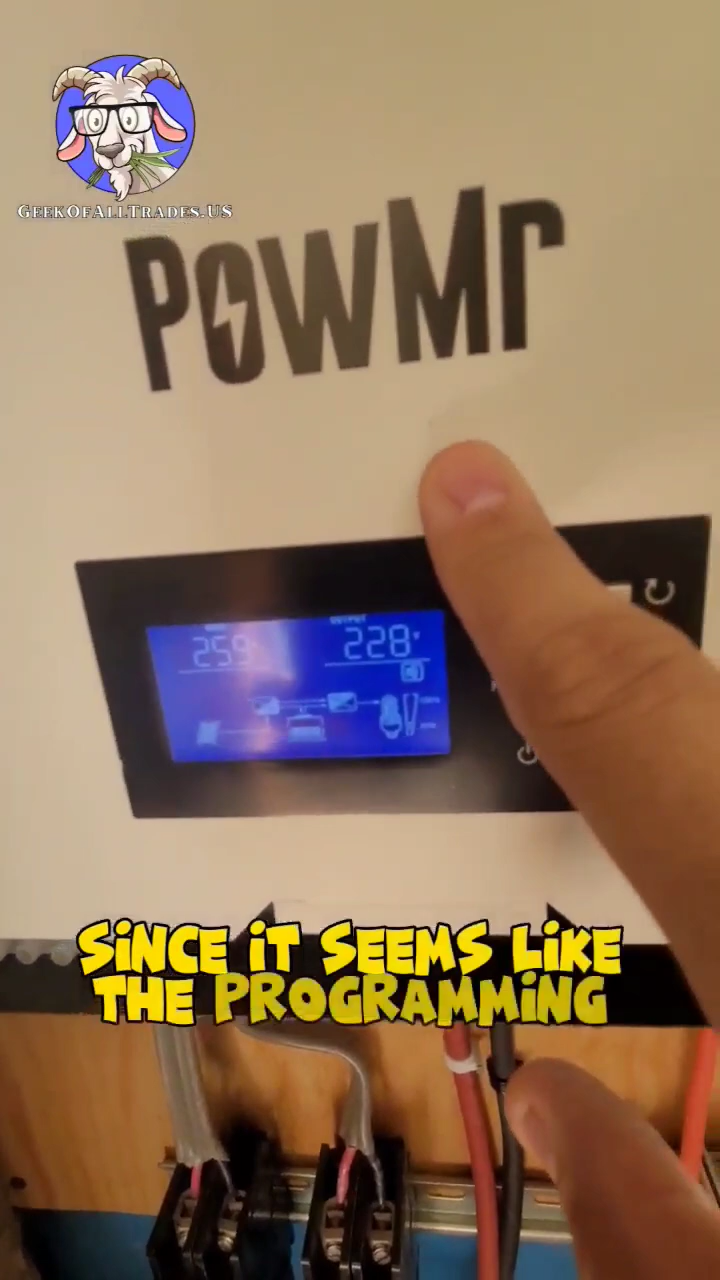 GeekOfAllTrades.us
PowMr
OUTPUT
259
228
SINCE iT SEEMS LIKE
THE PROGRAMMiNG